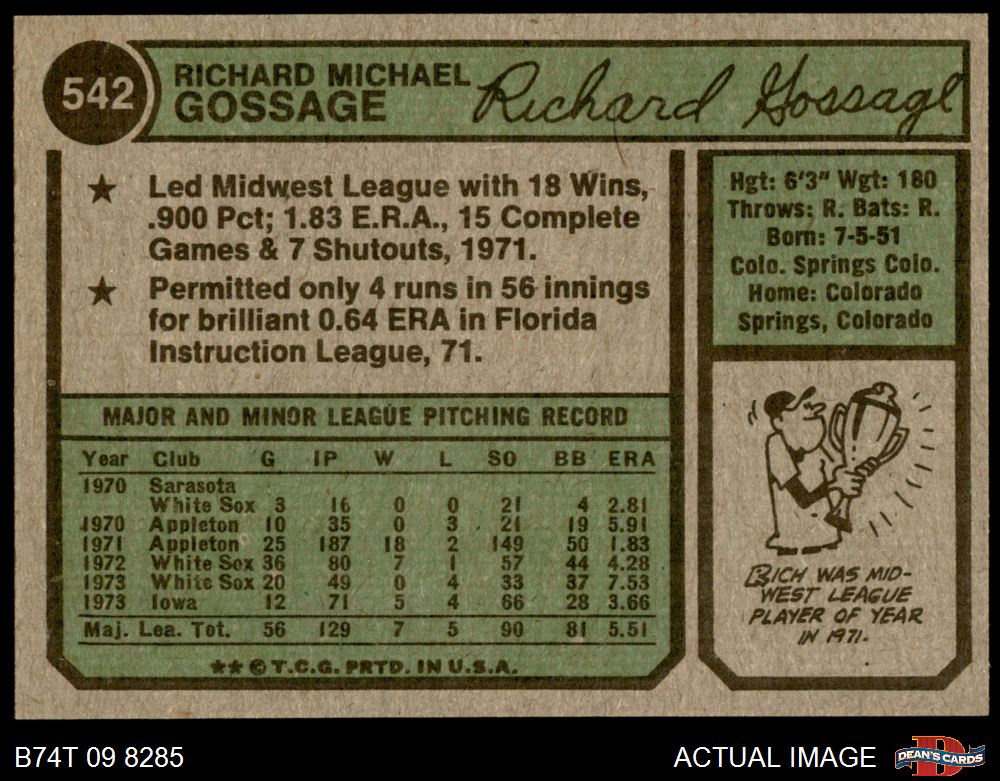 542
RICHARD MICHAEL
GOSSAGE
Richard Gossage
★ Led Midwest League with 18 Wins,
.900 Pct; 1.83 E.R.A., 15 Complete
Games & 7 Shutouts, 1971.
★ Permitted only 4 runs in 56 innings
for brilliant 0.64 ERA in Florida
Instruction League, 71.
Hgt: 6'3" Wgt: 180
Throws: R. Bats: R.
Born: 7-5-51
Colo. Springs Colo.
Home: Colorado
Springs, Colorado
MAJOR AND MINOR LEAGUE PITCHING RECORD
Year Club G IP W L SO BB ERA
1970 Sarasota
White Sox 3 16 0 0 21 4 2.81
1970 Appleton 10 35 0 3 21 19 5.91
1971 Appleton 25 187 18 2 149 50 1.83
1972 White Sox 36 80 7 1 57 44 4.28
1973 White Sox 20 49 0 4 33 37 7.53
1973 Iowa 12 71 5 4 66 28 3.66
Maj. Lea. Tot. 56 129 7 5 90 81 5.51
★★ © T.C.G. PRTD. IN U.S.A.
RICH WAS MID-
WEST LEAGUE
PLAYER OF YEAR
IN 1971.
B74T 09 8285
ACTUAL IMAGE
D
DEAN'S CARDS